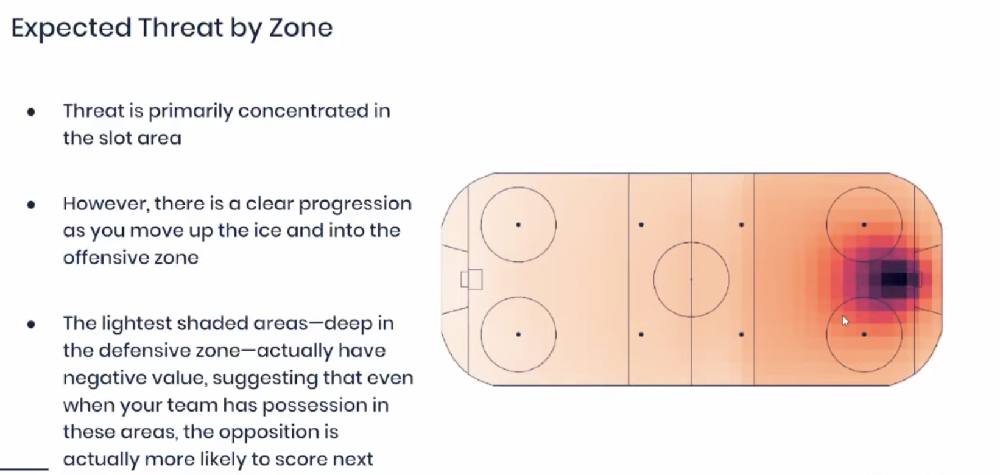 Expected Threat by Zone
● Threat is primarily concentrated in
the slot area
● However, there is a clear progression
as you move up the ice and into the
offensive zone
● The lightest shaded areas—deep in
the defensive zone—actually have
negative value, suggesting that even
when your team has possession in
these areas, the opposition is
actually more likely to score next